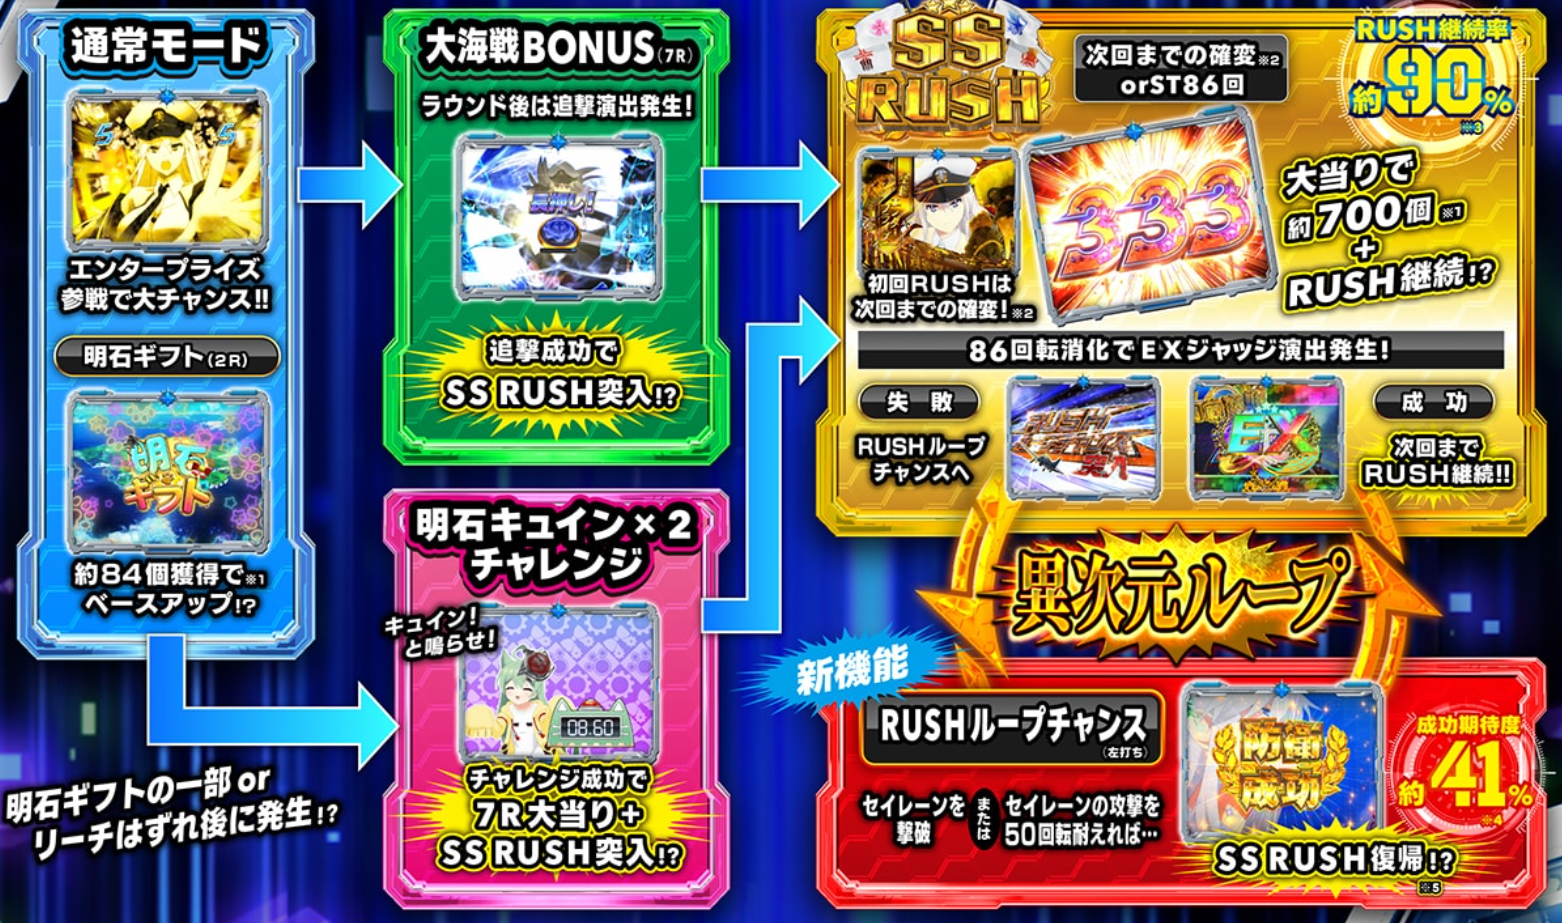 通常モード
5 5
エンタープライズ
参戦で大チャンス!!
明石ギフト(2R)
明石
ギフト
約84個獲得で※1
ベースアップ!?
明石ギフトの一部or
リーチはずれ後に発生!?
大海戦BONUS(7R)
ラウンド後は追撃演出発生!
長押し!
追撃成功で
SS RUSH突入!?
明石キュイン×2
チャレンジ
キュイン!
と鳴らせ!
08.60
チャレンジ成功で
7R大当り+
SS RUSH突入!?
SS
RUSH
次回までの確変※2
orST86回
RUSH継続率
約90%
※3
初回RUSHは
次回までの確変!※2
333
大当りで
約700個※1
+
RUSH継続!?
86回転消化でEXジャッジ演出発生!
失敗
RUSHループ
チャンスへ
RUSH
EX
成功
次回まで
RUSH継続!!
異次元ループ
新機能
RUSHループチャンス
(左打ち)
セイレーンを
撃破
または
セイレーンの攻撃を
50回転耐えれば…
防衛
成功
成功期待度
約41%
※4
SS RUSH復帰!?
※5